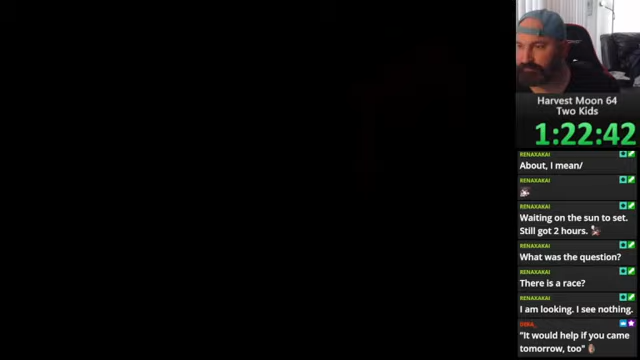 Harvest Moon 64
Two Kids
1:22:42
RENAXAKAI
About, I mean/
RENAXAKAI
RENAXAKAI
Waiting on the sun to set.
Still got 2 hours.
RENAXAKAI
What was the question?
RENAXAKAI
There is a race?
RENAXAKAI
I am looking. I see nothing.
"It would help if you came
tomorrow, too"